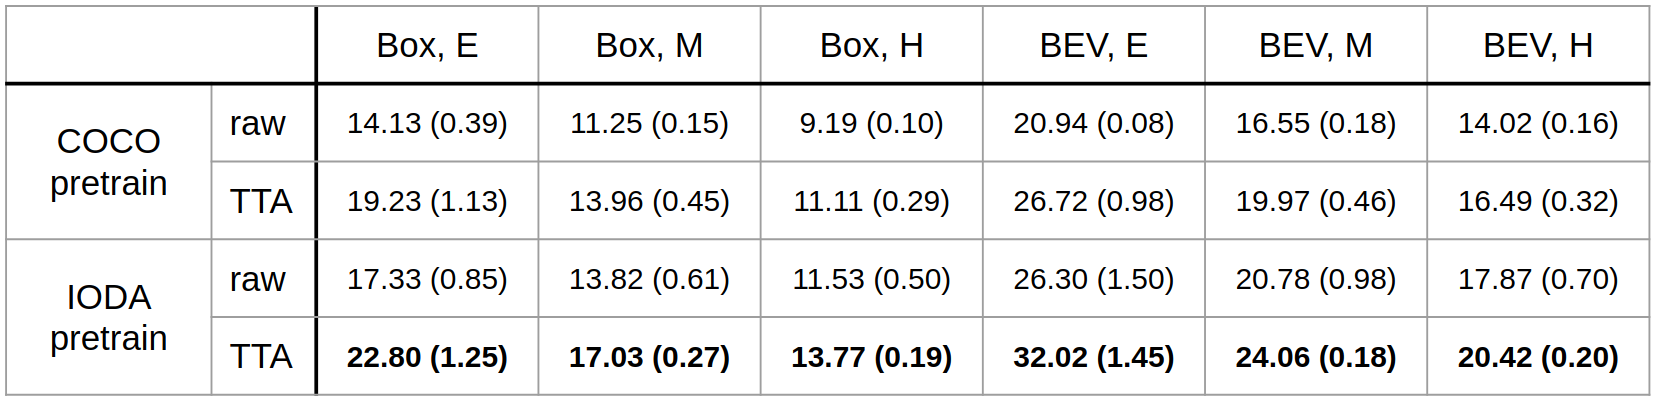 Box, E Box, M Box, H BEV, E BEV, M BEV, H
COCO pretrain
raw 14.13 (0.39) 11.25 (0.15) 9.19 (0.10) 20.94 (0.08) 16.55 (0.18) 14.02 (0.16)
TTA 19.23 (1.13) 13.96 (0.45) 11.11 (0.29) 26.72 (0.98) 19.97 (0.46) 16.49 (0.32)
IODA pretrain
raw 17.33 (0.85) 13.82 (0.61) 11.53 (0.50) 26.30 (1.50) 20.78 (0.98) 17.87 (0.70)
TTA 22.80 (1.25) 17.03 (0.27) 13.77 (0.19) 32.02 (1.45) 24.06 (0.18) 20.42 (0.20)